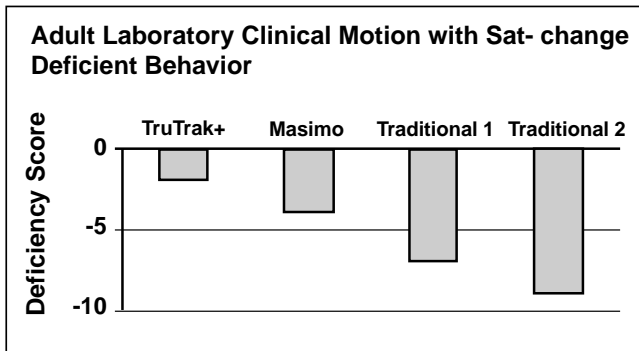 Adult Laboratory Clinical Motion with Sat- change
Deficient Behavior
TruTrak+ Masimo Traditional 1 Traditional 2
Deficiency Score
0
-5
-10